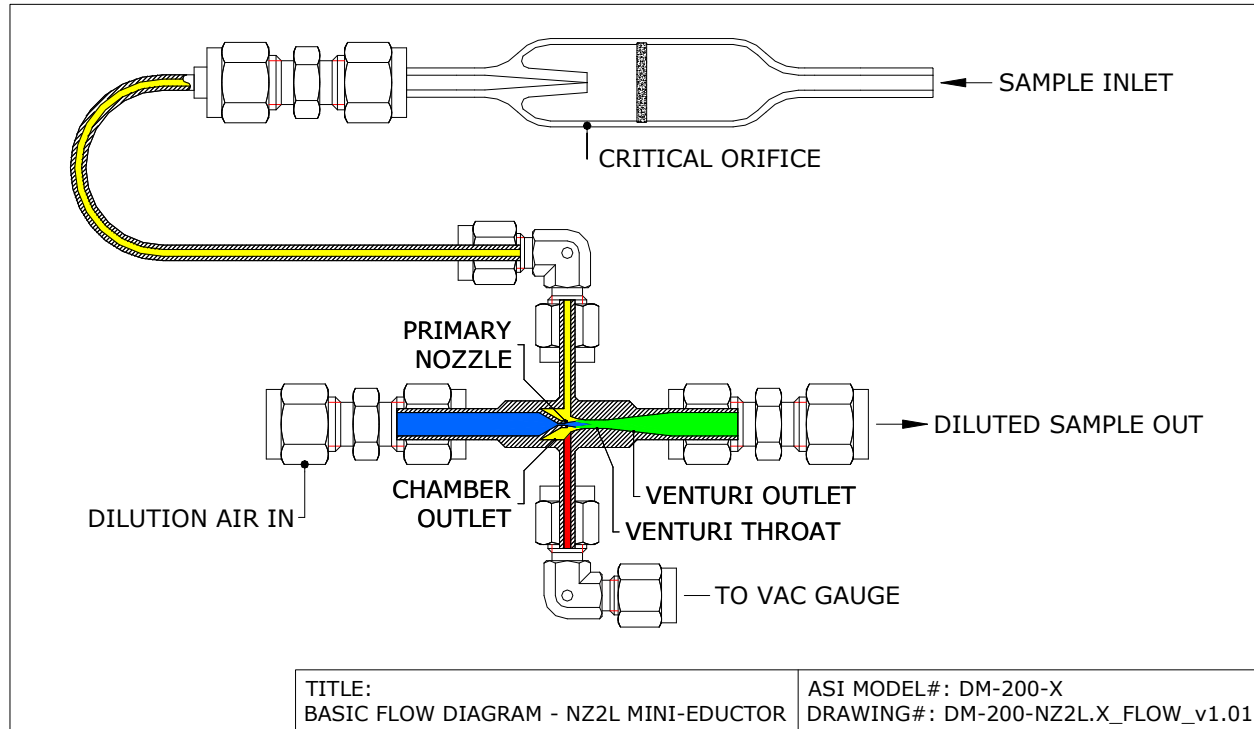 SAMPLE INLET
CRITICAL ORIFICE
PRIMARY
NOZZLE
DILUTED SAMPLE OUT
CHAMBER
OUTLET
VENTURI OUTLET
VENTURI THROAT
DILUTION AIR IN
TO VAC GAUGE
TITLE:
BASIC FLOW DIAGRAM - NZ2L MINI-EDUCTOR
ASI MODEL#: DM-200-X
DRAWING#: DM-200-NZ2L.X_FLOW_v1.01